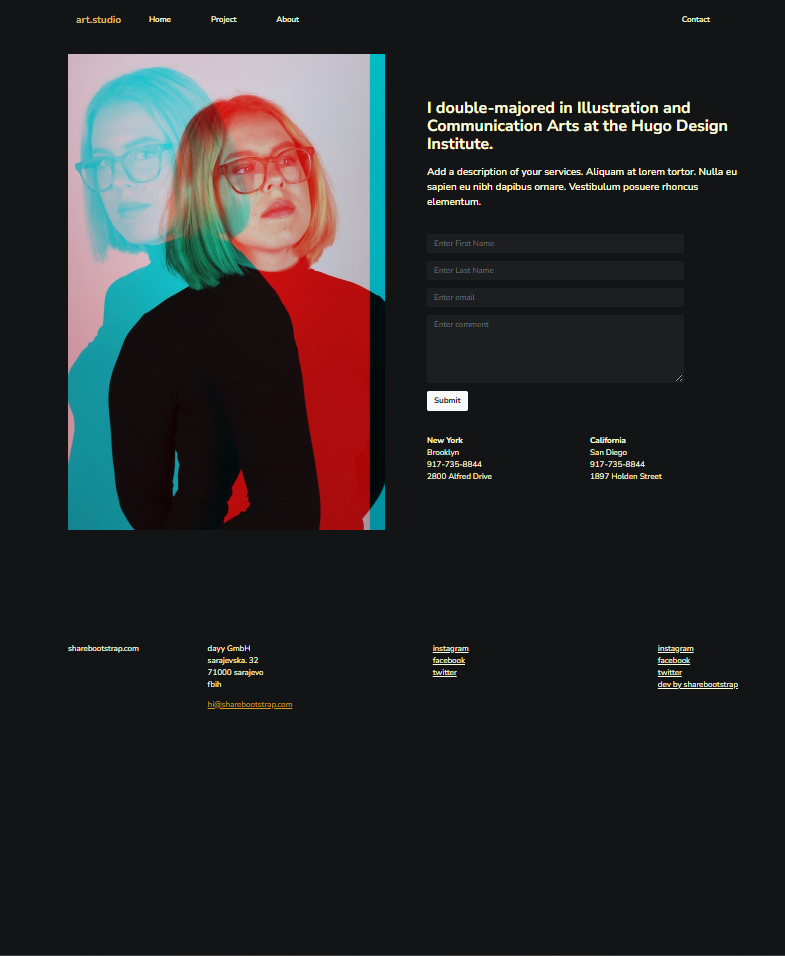 art.studio
Home
Project
About
Contact
I double-majored in Illustration and
Communication Arts at the Hugo Design
Institute.
Add a description of your services. Aliquam at lorem tortor. Nulla eu
sapien eu nibh dapibus ornare. Vestibulum posuere rhoncus
elementum.
Enter First Name
Enter Last Name
Enter email
Enter comment
Submit
New York
Brooklyn
917-735-8844
2800 Alfred Drive
California
San Diego
917-735-8844
1897 Holden Street
sharebootstrap.com
dayy GmbH
sarajevska. 32
71000 sarajevo
fbih
hi@sharebootstrap.com
instagram
facebook
twitter
instagram
facebook
twitter
dev by sharebootstrap